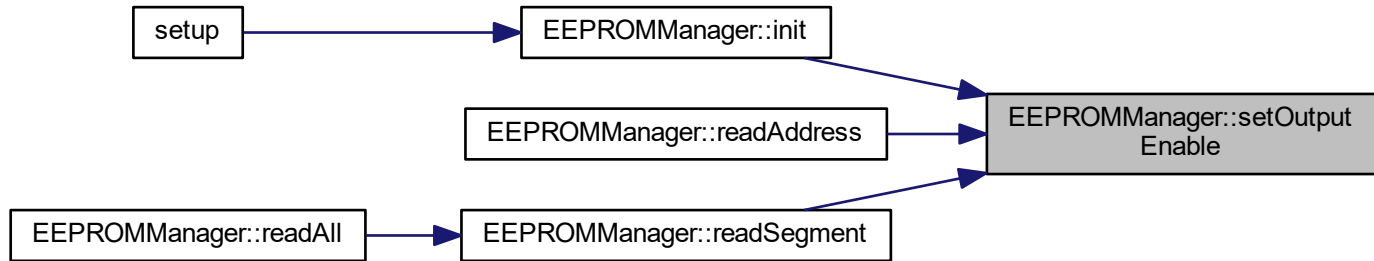 setup
EEPROMManager::init
EEPROMManager::setOutput
Enable
EEPROMManager::readAddress
EEPROMManager::readAll
EEPROMManager::readSegment